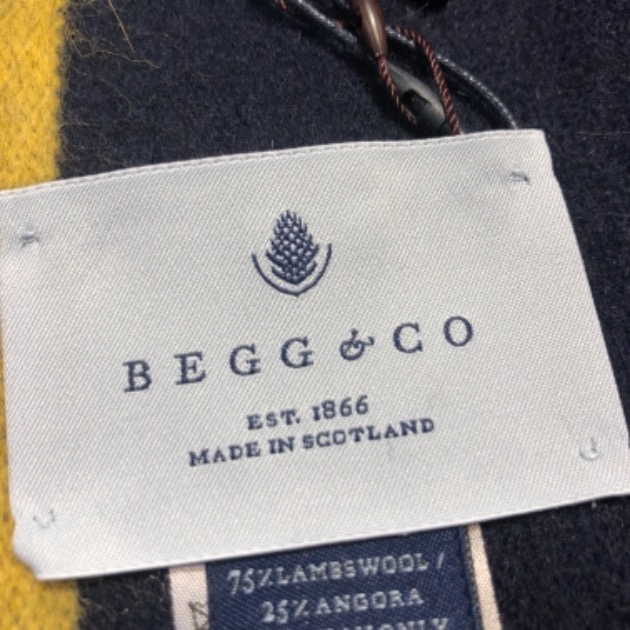 BEGG & CO
EST. 1866
MADE IN SCOTLAND
75% LAMBSWOOL /
25% ANGORA